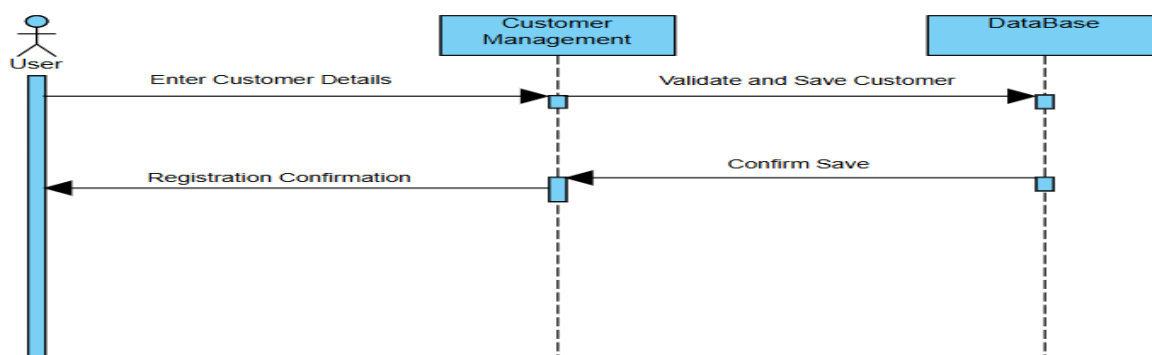 Customer
Management
DataBase
User
Enter Customer Details
Validate and Save Customer
Confirm Save
Registration Confirmation